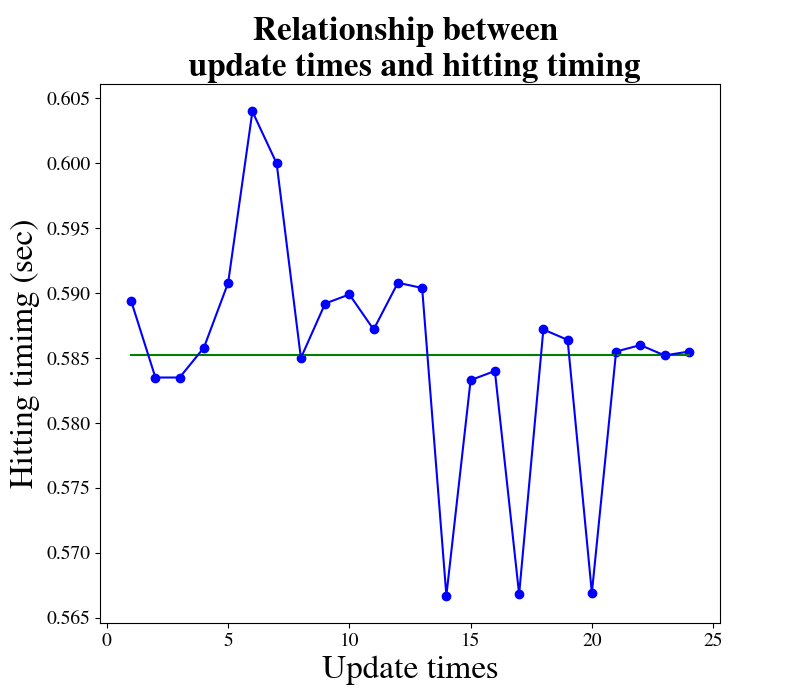 Relationship between
update times and hitting timing
Hitting timimg (sec)
0.605
0.600
0.595
0.590
0.585
0.580
0.575
0.570
0.565
0 5 10 15 20 25
Update times